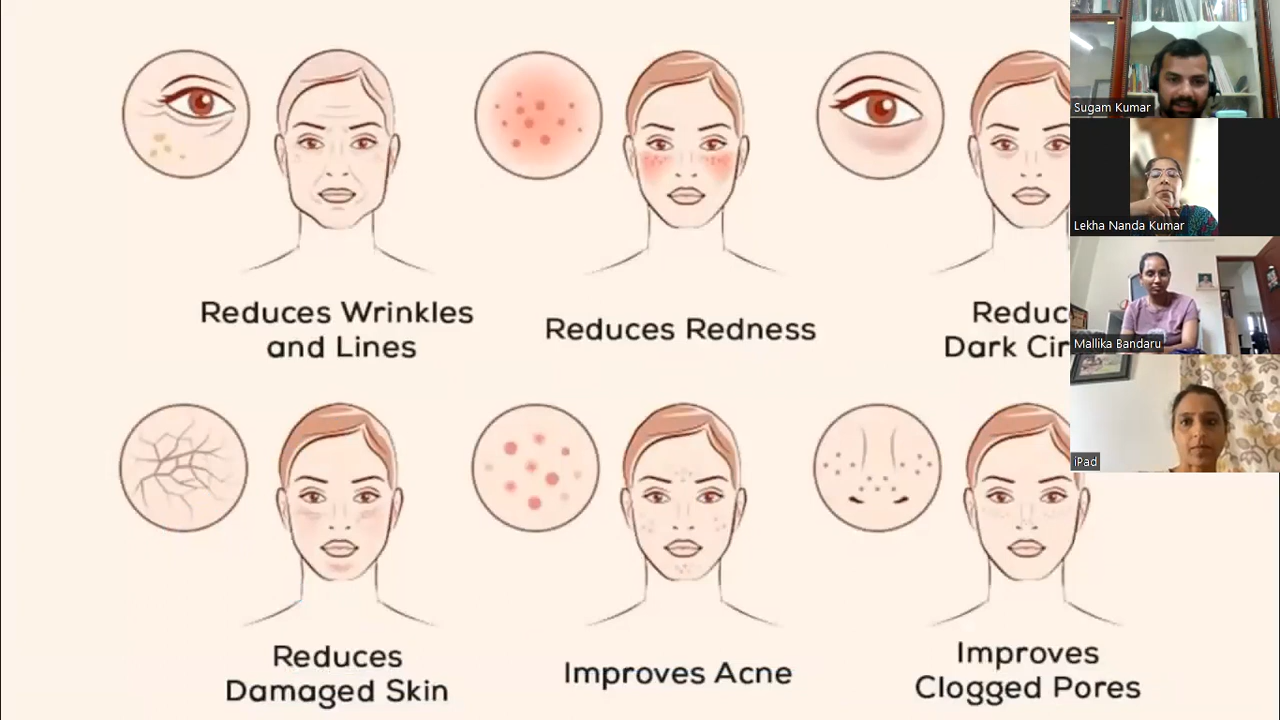 Reduces Wrinkles
and Lines
Reduces Redness
Reduc
Dark Cir
Reduces
Damaged Skin
Improves Acne
Improves
Clogged Pores
Sugam Kumar
Lekha Nanda Kumar
Mallika Bandaru
iPad